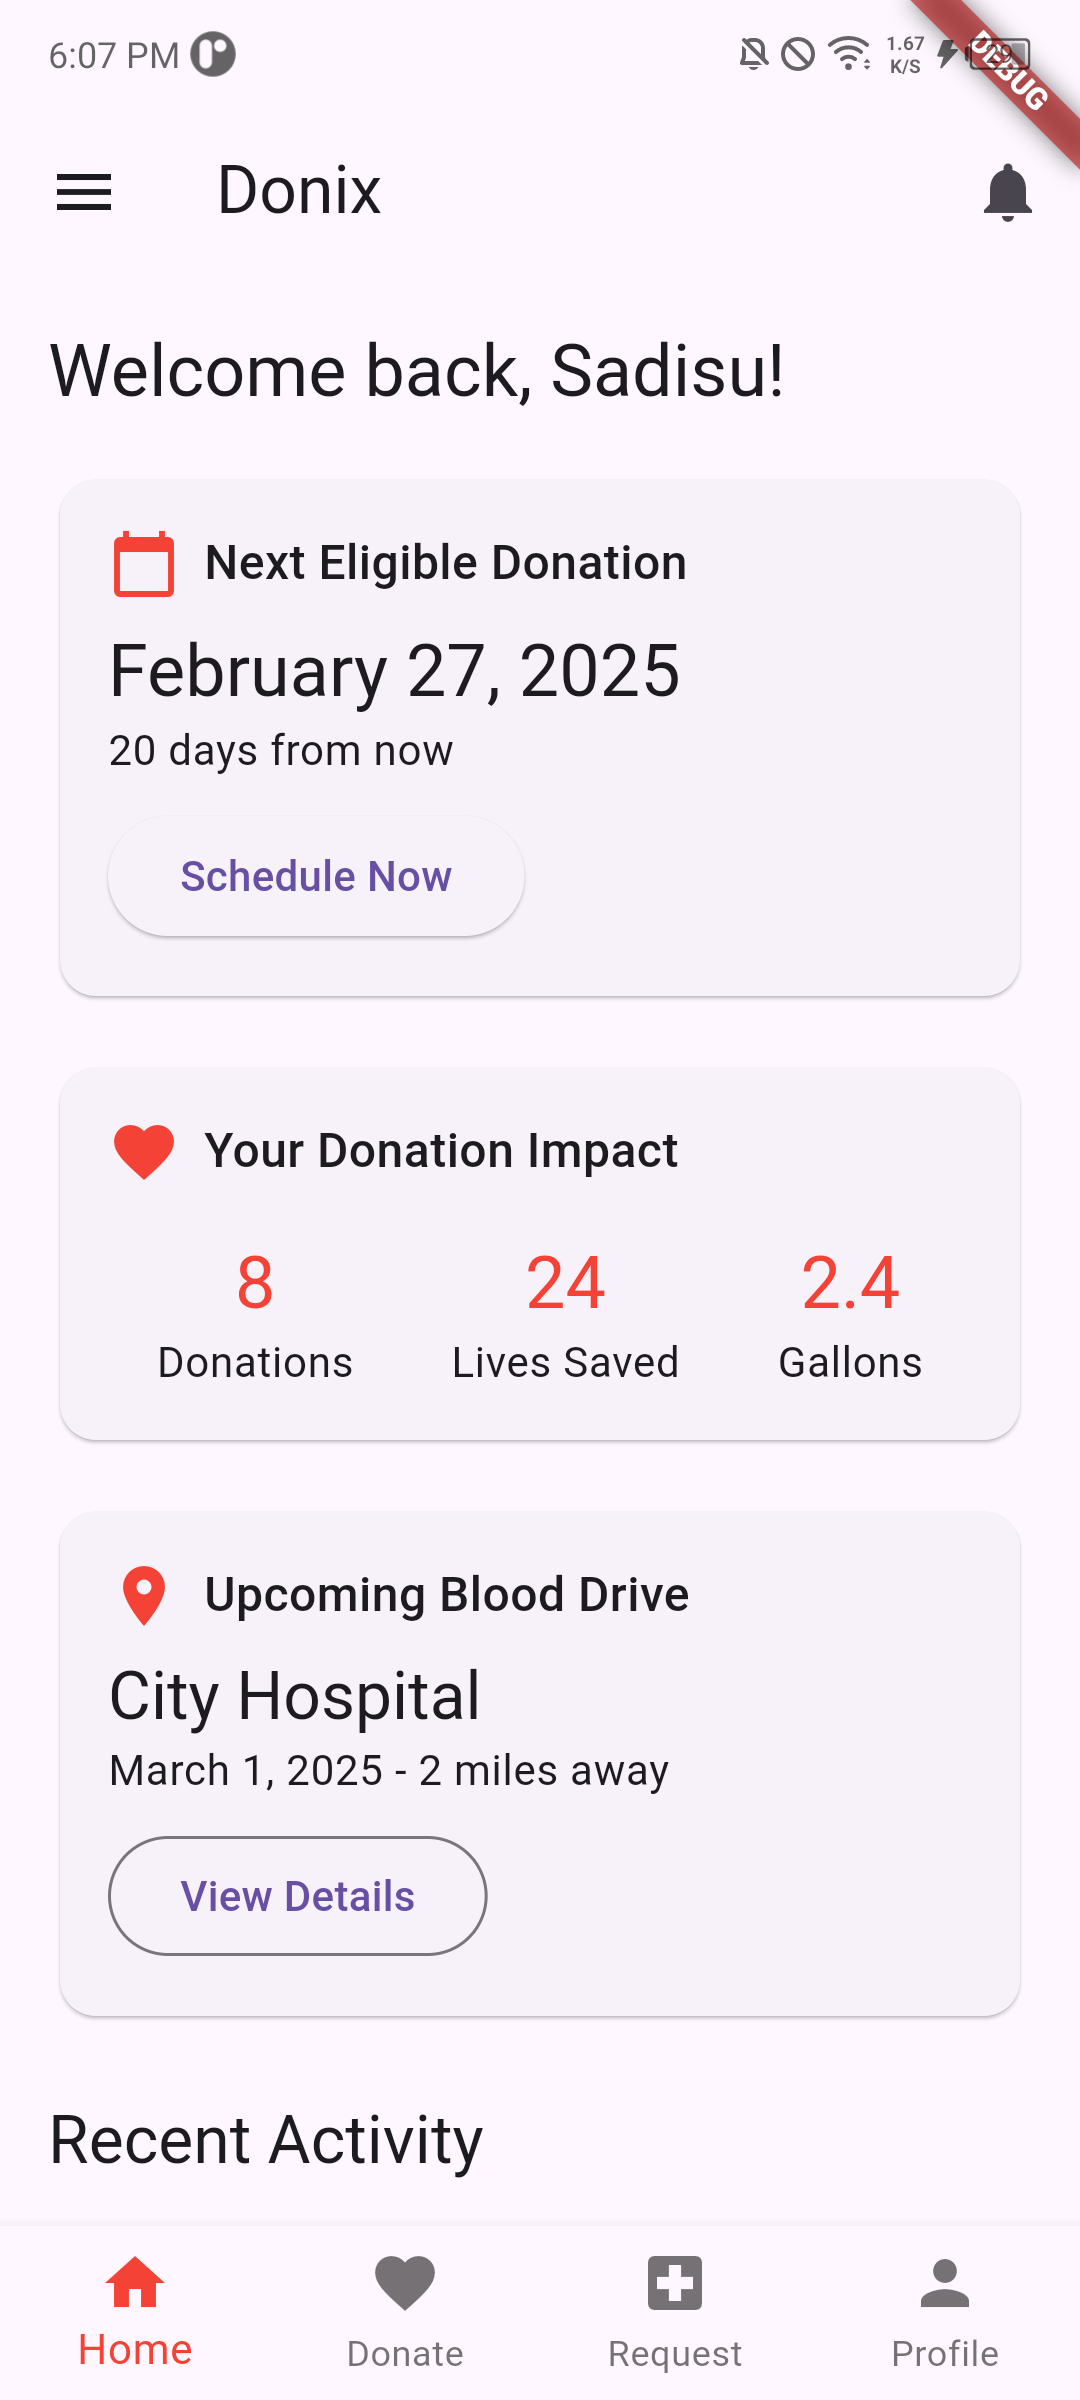 6:07 PM
1.67
K/S
DEBUG
Donix
Welcome back, Sadisu!
Next Eligible Donation
February 27, 2025
20 days from now
Schedule Now
Your Donation Impact
8 24 2.4
Donations Lives Saved Gallons
Upcoming Blood Drive
City Hospital
March 1, 2025 - 2 miles away
View Details
Recent Activity
Home Donate Request Profile